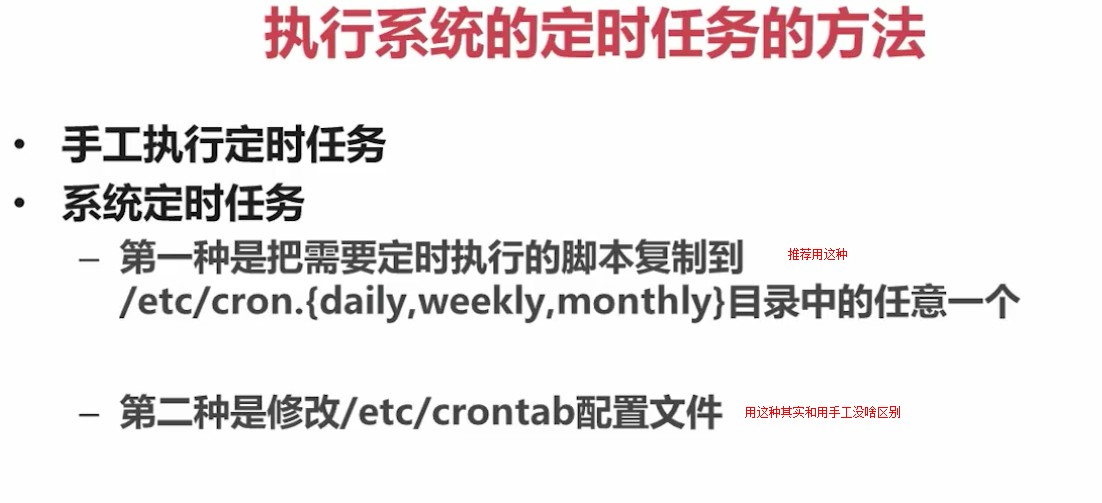 执行系统的定时任务的方法
• 手工执行定时任务
• 系统定时任务
– 第一种是把需要定时执行的脚本复制到 推荐用这种
/etc/cron.{daily,weekly,monthly}目录中的任意一个
– 第二种是修改/etc/crontab配置文件 用这种其实和用手工没啥区别